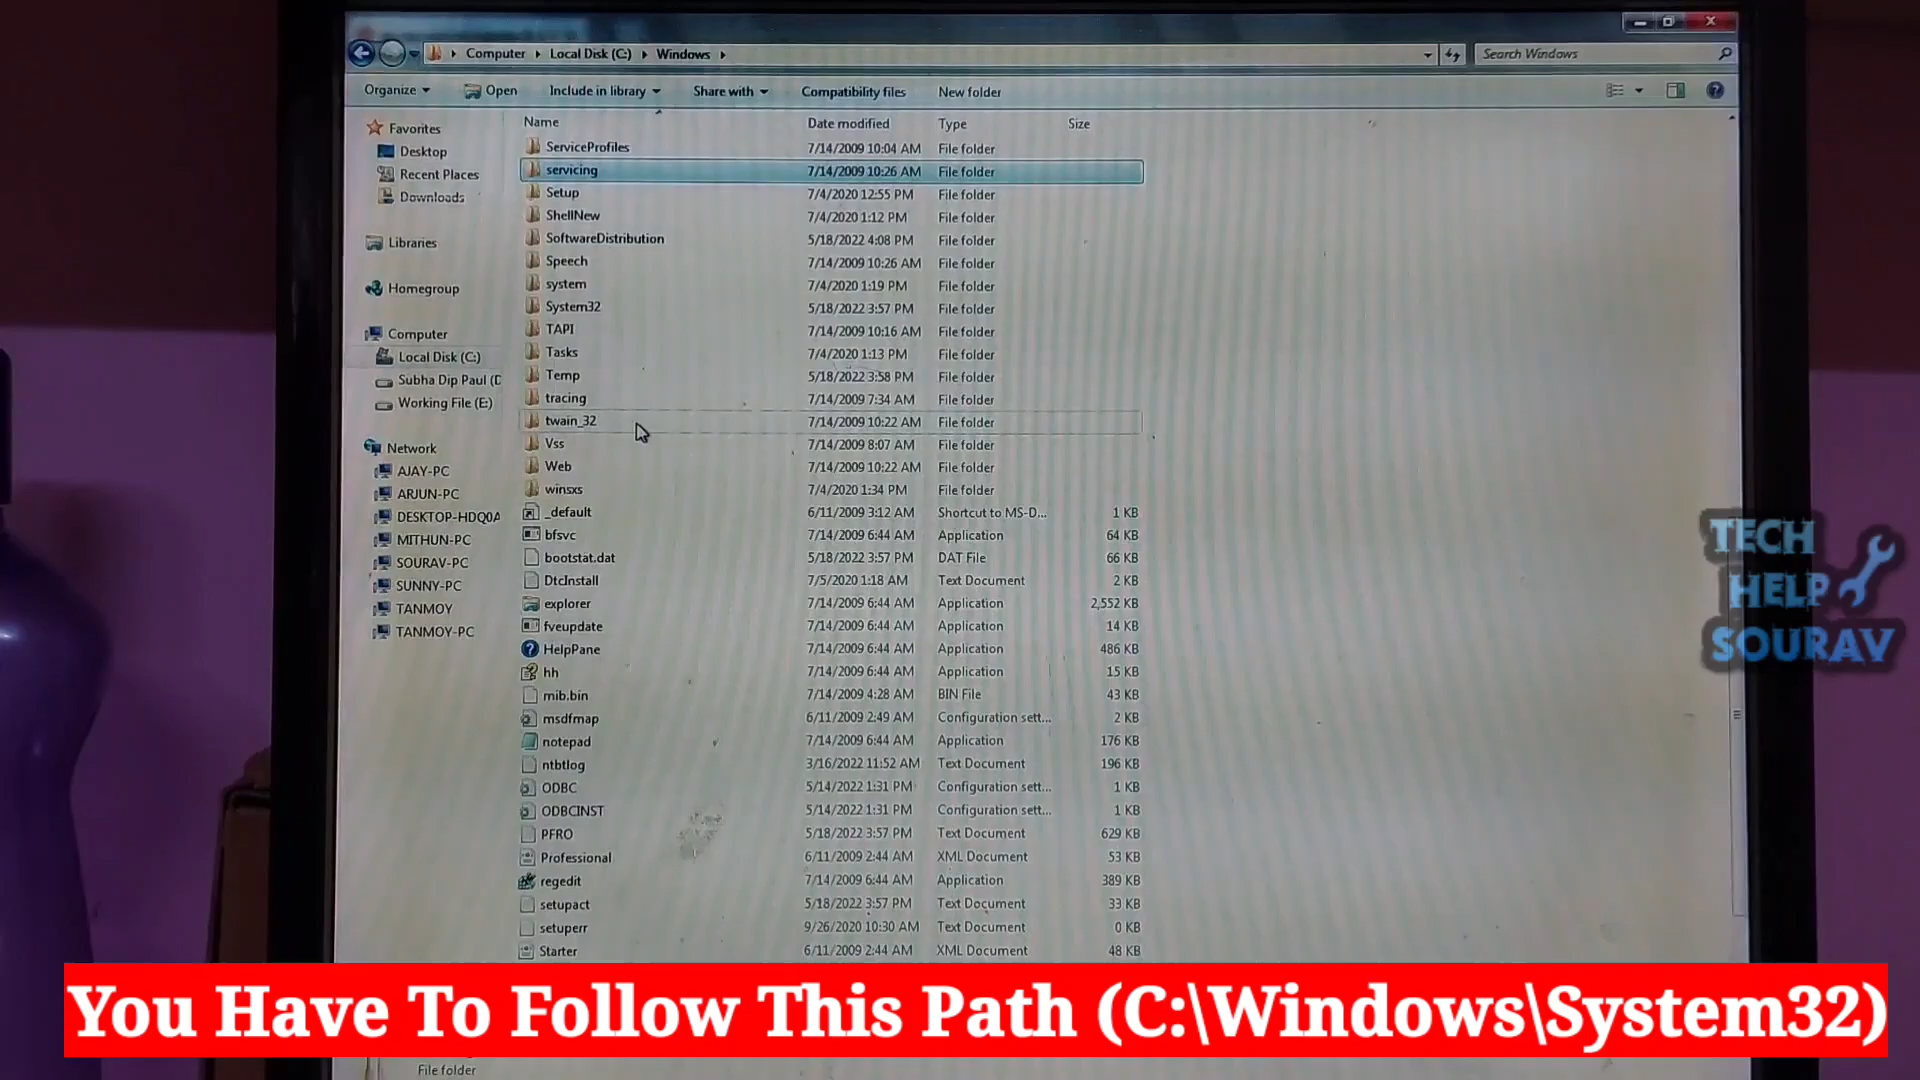 Computer Local Disk (C:) Windows
Search Windows
Organize Open Include in library Share with Compatibility files New folder
Name Date modified Type Size
Favorites
Desktop
Recent Places
Downloads
Libraries
Homegroup
Computer
Local Disk (C:)
Subha Dip Paul (D
Working File (E:)
Network
AJAY-PC
ARJUN-PC
DESKTOP-HDQ0A
MITHUN-PC
SOURAV-PC
SUNNY-PC
TANMOY
TANMOY-PC
ServiceProfiles 7/14/2009 10:04 AM File folder
servicing 7/14/2009 10:26 AM File folder
Setup 7/4/2020 12:55 PM File folder
ShellNew 7/4/2020 1:12 PM File folder
SoftwareDistribution 5/18/2022 4:08 PM File folder
Speech 7/14/2009 10:26 AM File folder
system 7/4/2020 1:19 PM File folder
System32 5/18/2022 3:57 PM File folder
TAPI 7/14/2009 10:16 AM File folder
Tasks 7/4/2020 1:13 PM File folder
Temp 5/18/2022 3:58 PM File folder
tracing 7/14/2009 7:34 AM File folder
twain_32 7/14/2009 10:22 AM File folder
Vss 7/14/2009 8:07 AM File folder
Web 7/14/2009 10:22 AM File folder
winsxs 7/4/2020 1:34 PM File folder
_default 6/11/2009 3:12 AM Shortcut to MS-D... 1 KB
bfsvc 7/14/2009 6:44 AM Application 64 KB
bootstat.dat 5/18/2022 3:57 PM DAT File 66 KB
DtcInstall 7/5/2020 1:18 AM Text Document 2 KB
explorer 7/14/2009 6:44 AM Application 2,552 KB
fveupdate 7/14/2009 6:44 AM Application 14 KB
HelpPane 7/14/2009 6:44 AM Application 486 KB
hh 7/14/2009 6:44 AM Application 15 KB
mib.bin 7/14/2009 4:28 AM BIN File 43 KB
msdfmap 6/11/2009 2:49 AM Configuration sett... 2 KB
notepad 7/14/2009 6:44 AM Application 176 KB
ntbtlog 3/16/2022 11:52 AM Text Document 196 KB
ODBC 5/14/2022 1:31 PM Configuration sett... 1 KB
ODBCINST 5/14/2022 1:31 PM Configuration sett... 1 KB
PFRO 5/18/2022 3:57 PM Text Document 629 KB
Professional 6/11/2009 2:44 AM XML Document 53 KB
regedit 7/14/2009 6:44 AM Application 389 KB
setupact 5/18/2022 3:57 PM Text Document 33 KB
setuperr 9/26/2020 10:30 AM Text Document 0 KB
Starter 6/11/2009 2:44 AM XML Document 48 KB
TECH
HELP
SOURAV
You Have To Follow This Path (C:\Windows\System32)
File folder